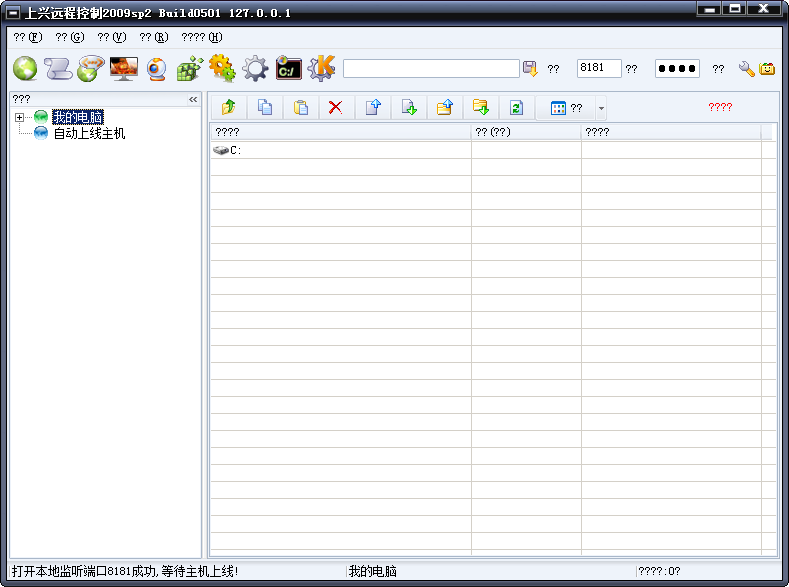 上兴远程控制2009sp2 Build0501 127.0.0.1
??(F) ??(G) ??(V) ??(R) ????(H)
C:/ K ?? 8181 ?? ●●●● ??
??? «
?? ????
我的电脑
自动上线主机
???? ??(??) ????
C:
打开本地监听端口8181成功,等待主机上线! 我的电脑 ????:0?